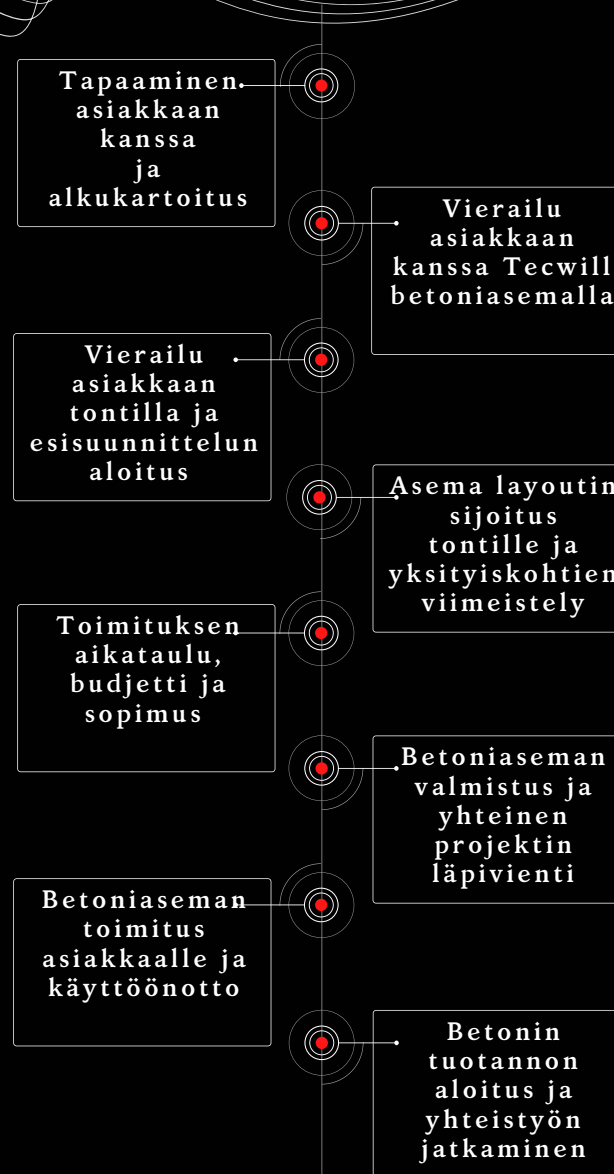 Tapaaminen
asiakkaan
kanssa
ja
alkukartoitus
Vierailu
asiakkaan
kanssa Tecwill
betoniasemalla
Vierailu
asiakkaan
tontilla ja
esisuunnittelun
aloitus
Asema layoutin
sijoitus
tontille ja
yksityiskohtien
viimeistely
Toimituksen
aikataulu,
budjetti ja
sopimus
Betoniaseman
valmistus ja
yhteinen
projektin
läpivienti
Betoniaseman
toimitus
asiakkaalle ja
käyttöönotto
Betonin
tuotannon
aloitus ja
yhteistyön
jatkaminen